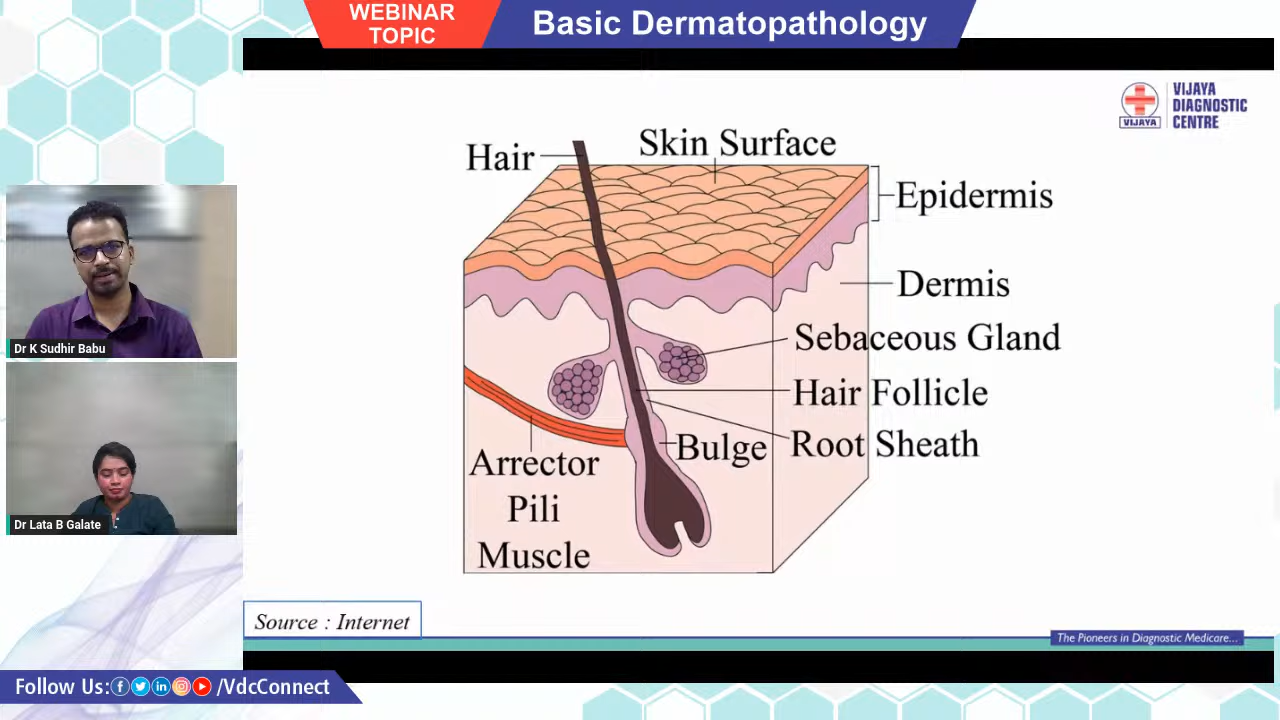 WEBINAR
TOPIC
Basic Dermatopathology
VIJAYA
VIJAYA
DIAGNOSTIC
CENTRE
Hair
Skin Surface
Epidermis
Dermis
Sebaceous Gland
Hair Follicle
Root Sheath
Bulge
Arrector
Pili
Muscle
Dr K Sudhir Babu
Dr Lata B Galate
Source : Internet
The Pioneers in Diagnostic Medicare...
Follow Us: /VdcConnect